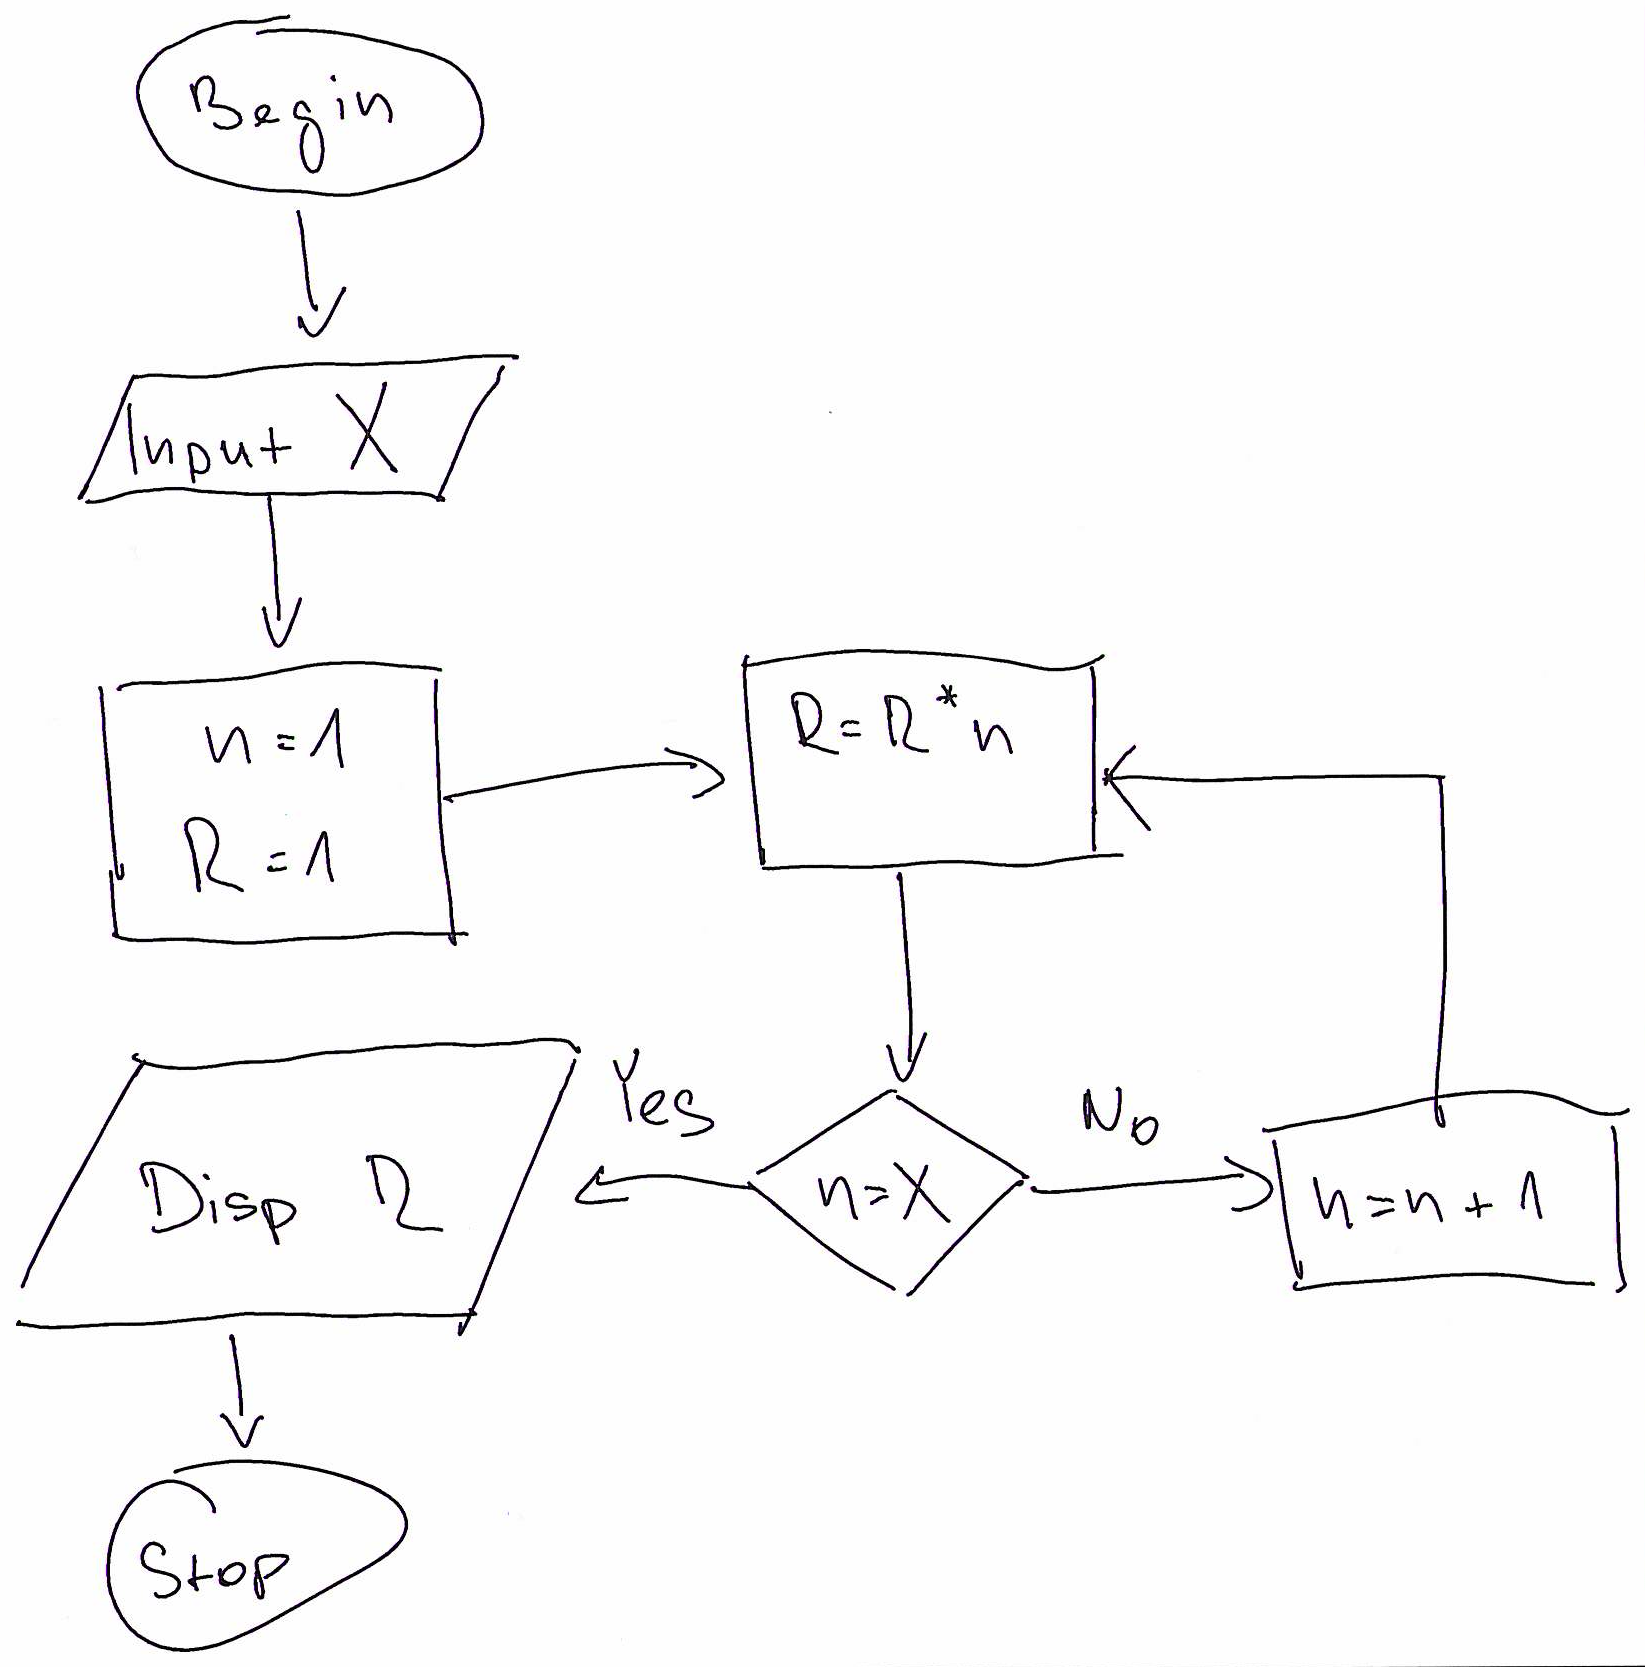 Begin
Input X
n=1
R=1
R=R*n
n=X
Yes
No
n=n+1
Disp R
Stop